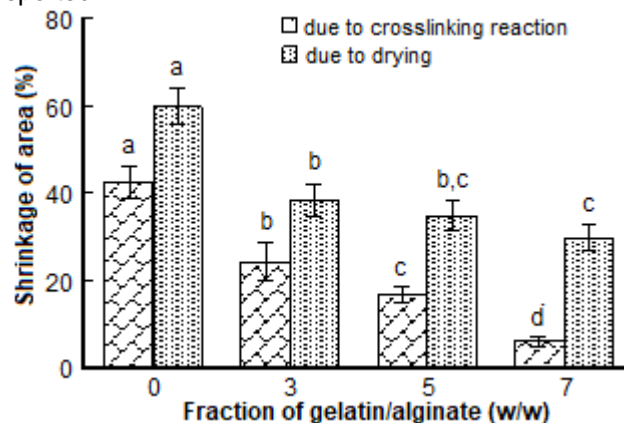 80
60
40
20
0
Shrinkage of area (%)
due to crosslinking reaction
due to drying
a
a
b
b
c
b,c
d
c
0 3 5 7
Fraction of gelatin/alginate (w/w)